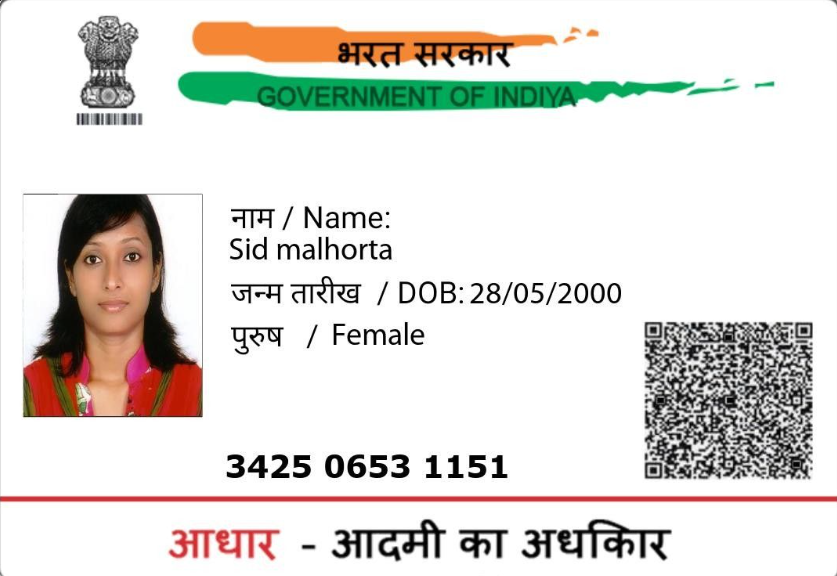 भरत सरकार
GOVERNMENT OF INDIYA
नाम / Name:
Sid malhorta
जन्म तारीख / DOB: 28/05/2000
पुरुष / Female
3425 0653 1151
आधार - आदमी का अधकिार